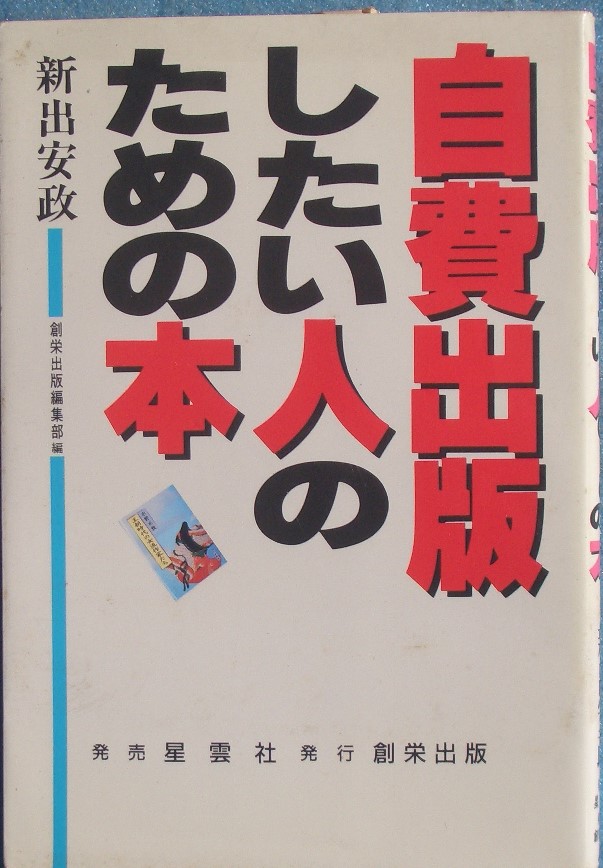 自費出版
したい人の
ための本
新出安政
創栄出版編集部 編
発売 星雲社 発行 創栄出版